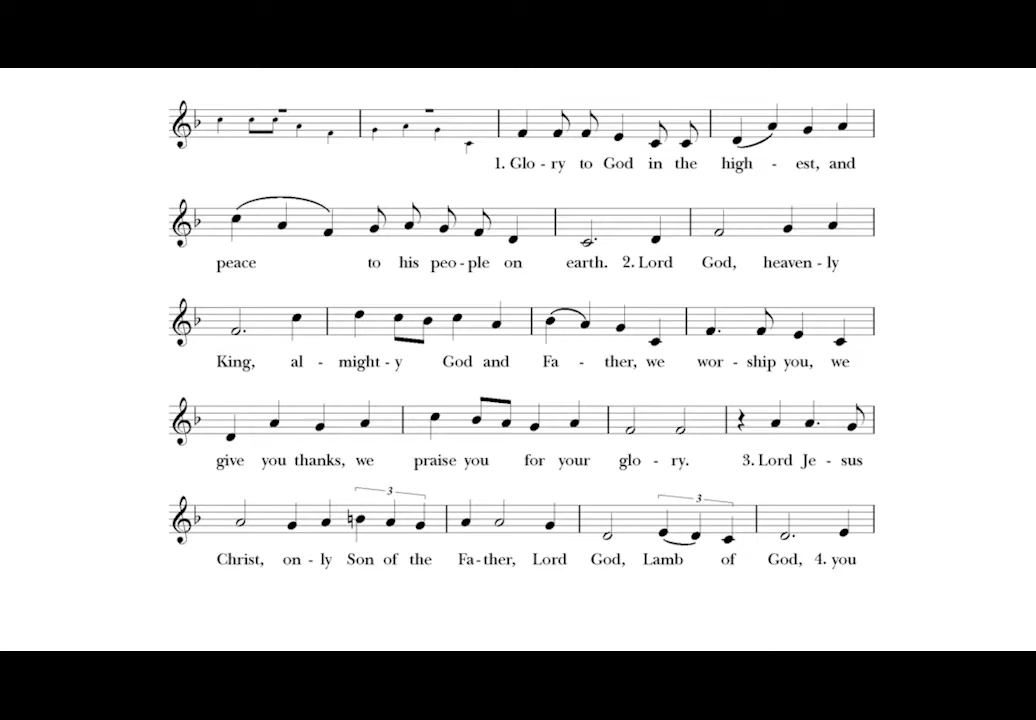 1. Glo - ry to God in the high - est, and
peace to his peo - ple on earth. 2. Lord God, heaven - ly
King, al - might - y God and Fa - ther, we wor - ship you, we
give you thanks, we praise you for your glo - ry. 3. Lord Je - sus
3 3
Christ, on - ly Son of the Fa - ther, Lord God, Lamb of God, 4. you